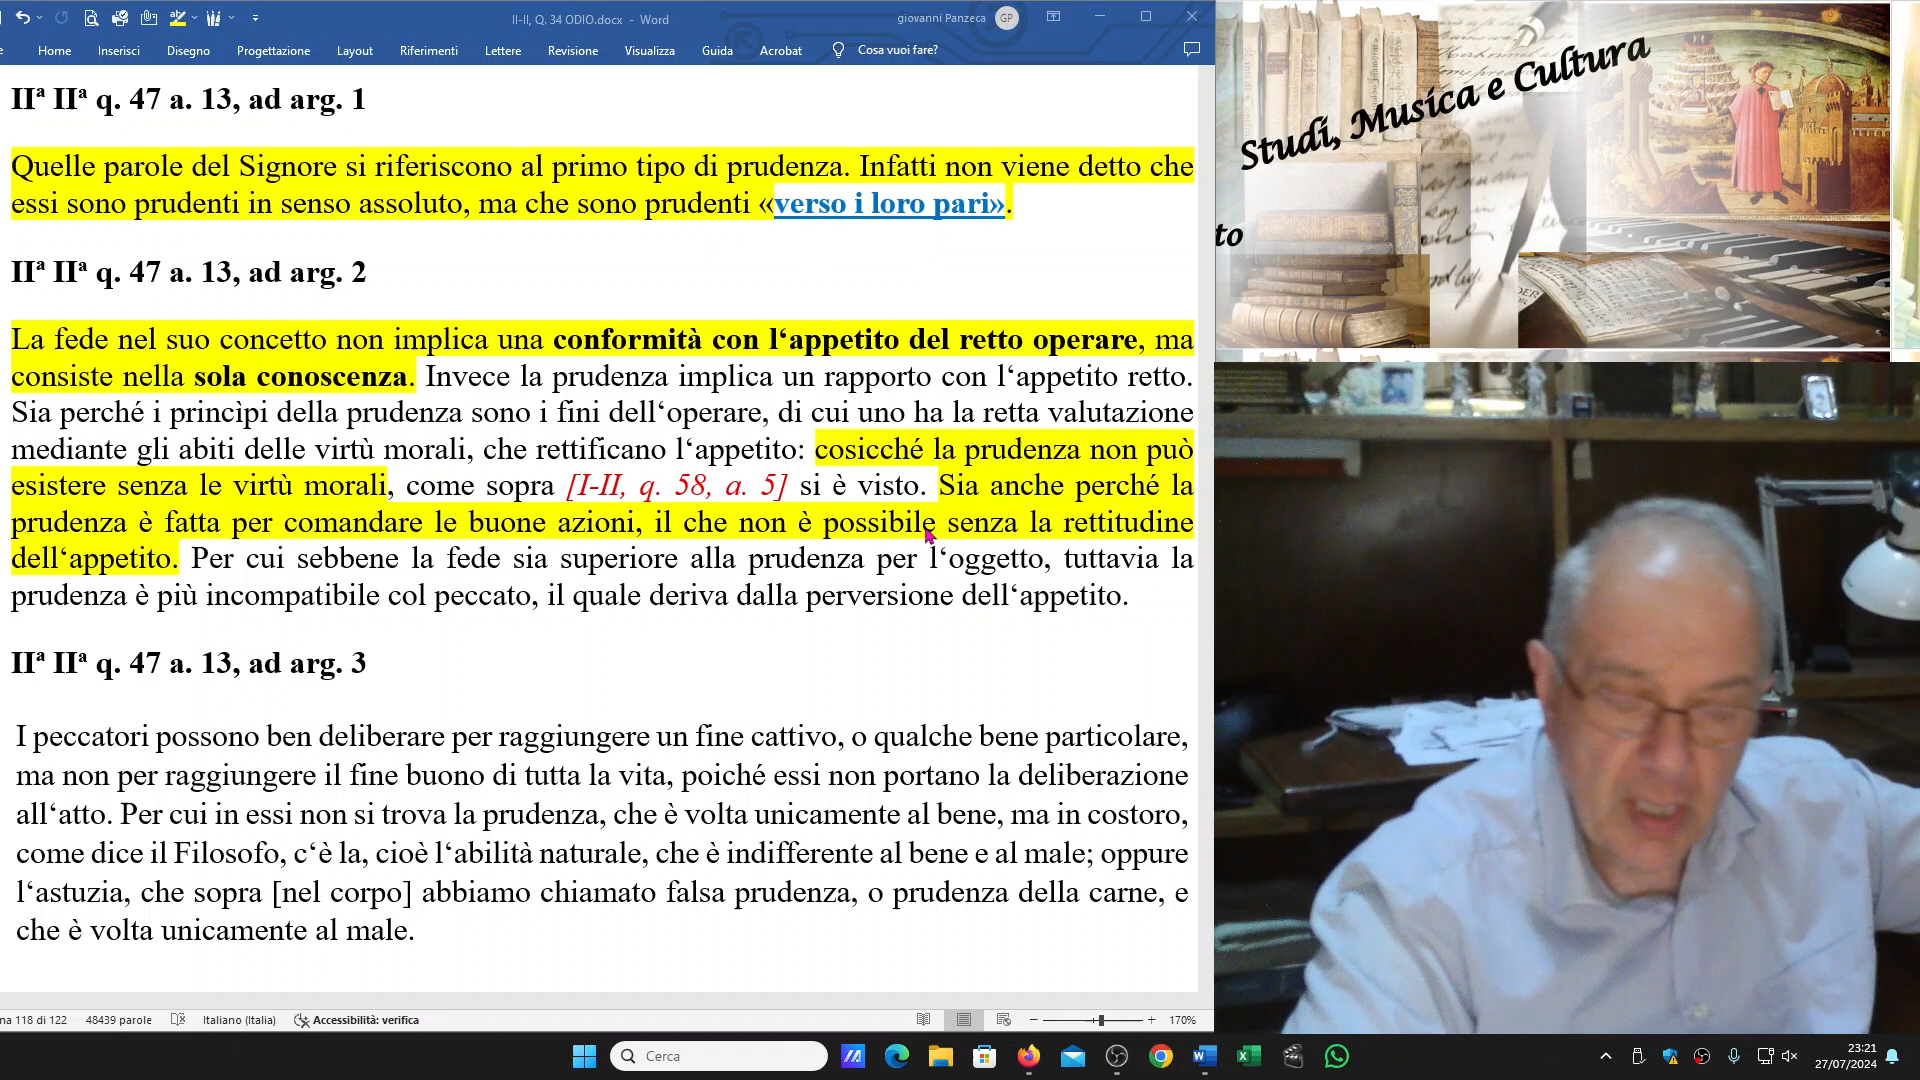 II-II, Q. 34 ODIO.docx - Word
giovanni Panzeca
GP
Home Inserisci Disegno Progettazione Layout Riferimenti Lettere Revisione Visualizza Guida Acrobat Cosa vuoi fare?
IIª IIª q. 47 a. 13, ad arg. 1
Quelle parole del Signore si riferiscono al primo tipo di prudenza. Infatti non viene detto che
essi sono prudenti in senso assoluto, ma che sono prudenti «verso i loro pari».
IIª IIª q. 47 a. 13, ad arg. 2
La fede nel suo concetto non implica una conformità con l‘appetito del retto operare, ma
consiste nella sola conoscenza. Invece la prudenza implica un rapporto con l‘appetito retto.
Sia perché i princìpi della prudenza sono i fini dell‘operare, di cui uno ha la retta valutazione
mediante gli abiti delle virtù morali, che rettificano l‘appetito: cosicché la prudenza non può
esistere senza le virtù morali, come sopra [I-II, q. 58, a. 5] si è visto. Sia anche perché la
prudenza è fatta per comandare le buone azioni, il che non è possibile senza la rettitudine
dell‘appetito. Per cui sebbene la fede sia superiore alla prudenza per l‘oggetto, tuttavia la
prudenza è più incompatibile col peccato, il quale deriva dalla perversione dell‘appetito.
IIª IIª q. 47 a. 13, ad arg. 3
I peccatori possono ben deliberare per raggiungere un fine cattivo, o qualche bene particolare,
ma non per raggiungere il fine buono di tutta la vita, poiché essi non portano la deliberazione
all‘atto. Per cui in essi non si trova la prudenza, che è volta unicamente al bene, ma in costoro,
come dice il Filosofo, c‘è la, cioè l‘abilità naturale, che è indifferente al bene e al male; oppure
l‘astuzia, che sopra [nel corpo] abbiamo chiamato falsa prudenza, o prudenza della carne, e
che è volta unicamente al male.
na 118 di 122 48439 parole Italiano (Italia) Accessibilità: verifica 170%
Studi, Musica e Cultura
to
Cerca
23:21
27/07/2024